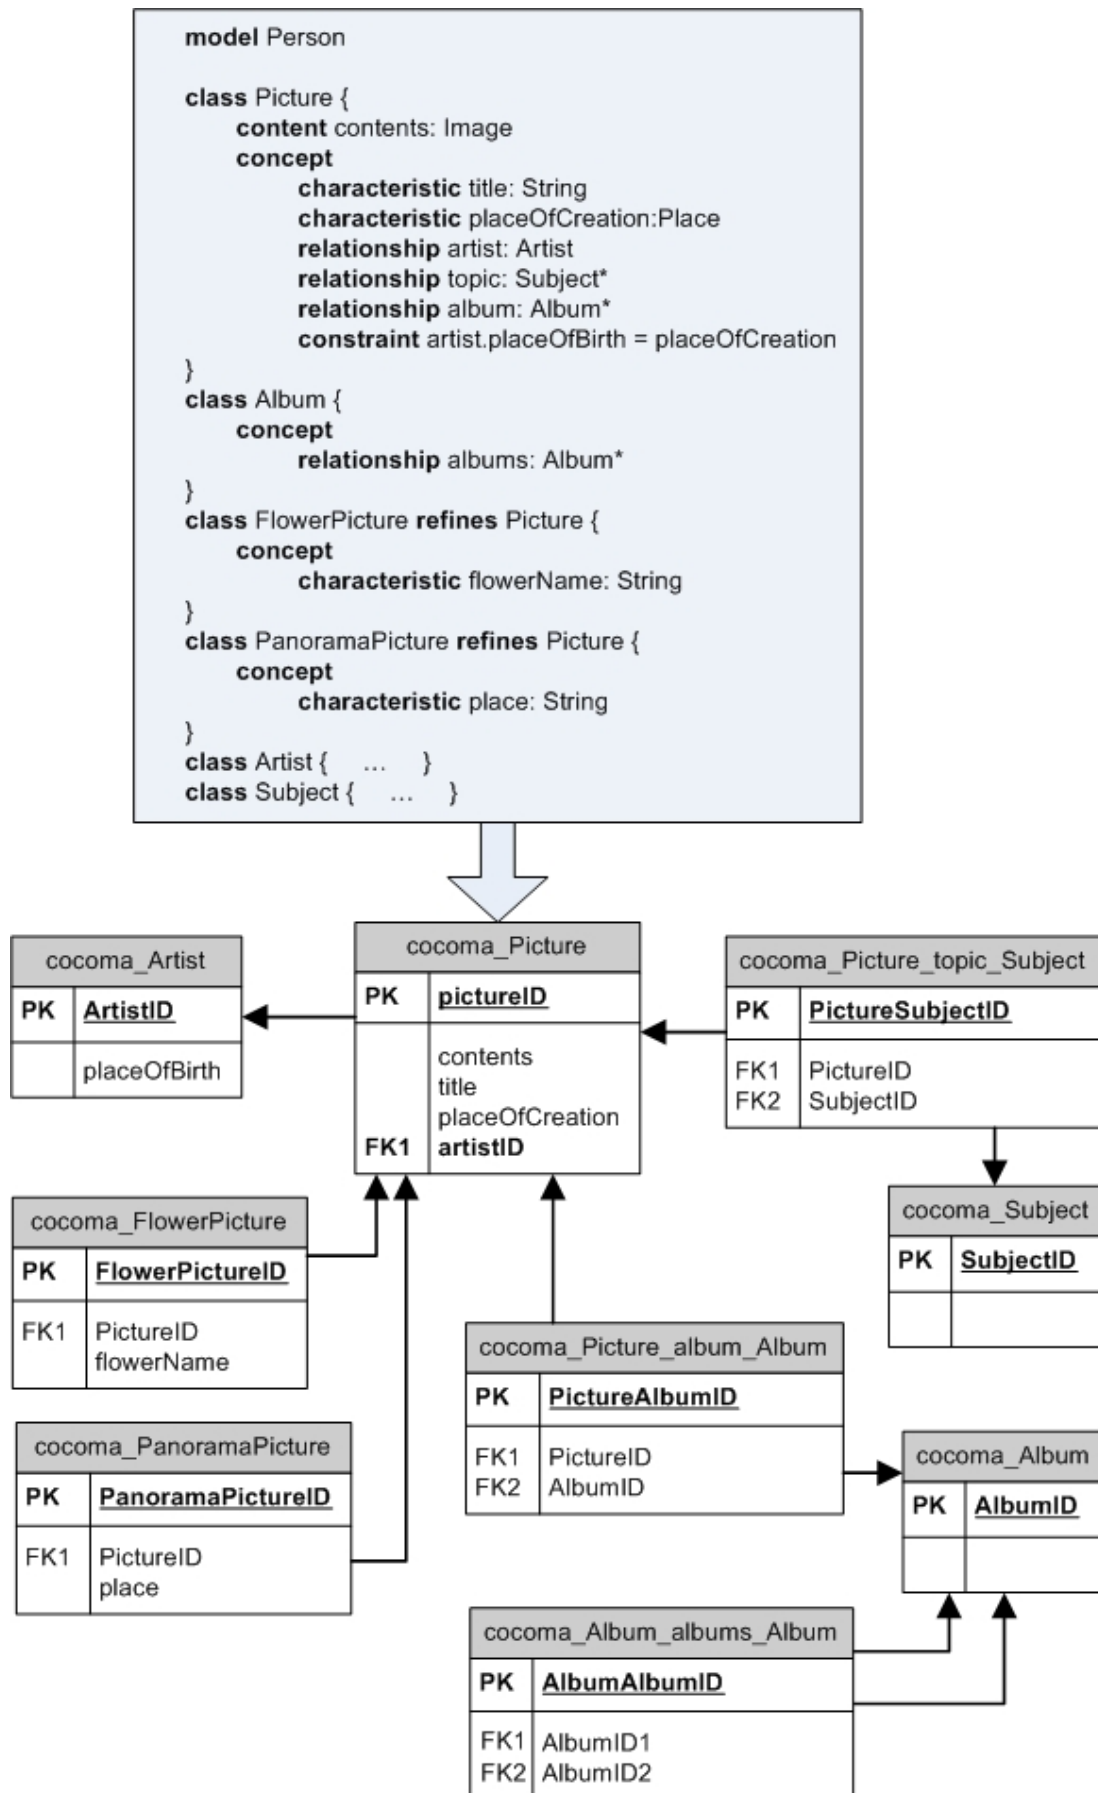 model Person
class Picture {
content contents: Image
concept
characteristic title: String
characteristic placeOfCreation:Place
relationship artist: Artist
relationship topic: Subject*
relationship album: Album*
constraint artist.placeOfBirth = placeOfCreation
}
class Album {
concept
relationship albums: Album*
}
class FlowerPicture refines Picture {
concept
characteristic flowerName: String
}
class PanoramaPicture refines Picture {
concept
characteristic place: String
}
class Artist { ... }
class Subject { ... }
cocoma_Artist
PK ArtistID
placeOfBirth
cocoma_Picture
PK pictureID
contents
title
placeOfCreation
FK1 artistID
cocoma_Picture_topic_Subject
PK PictureSubjectID
FK1 PictureID
FK2 SubjectID
cocoma_Subject
PK SubjectID
cocoma_FlowerPicture
PK FlowerPictureID
FK1 PictureID
flowerName
cocoma_Picture_album_Album
PK PictureAlbumID
FK1 PictureID
FK2 AlbumID
cocoma_PanoramaPicture
PK PanoramaPictureID
FK1 PictureID
place
cocoma_Album
PK AlbumID
cocoma_Album_albums_Album
PK AlbumAlbumID
FK1 AlbumID1
FK2 AlbumID2